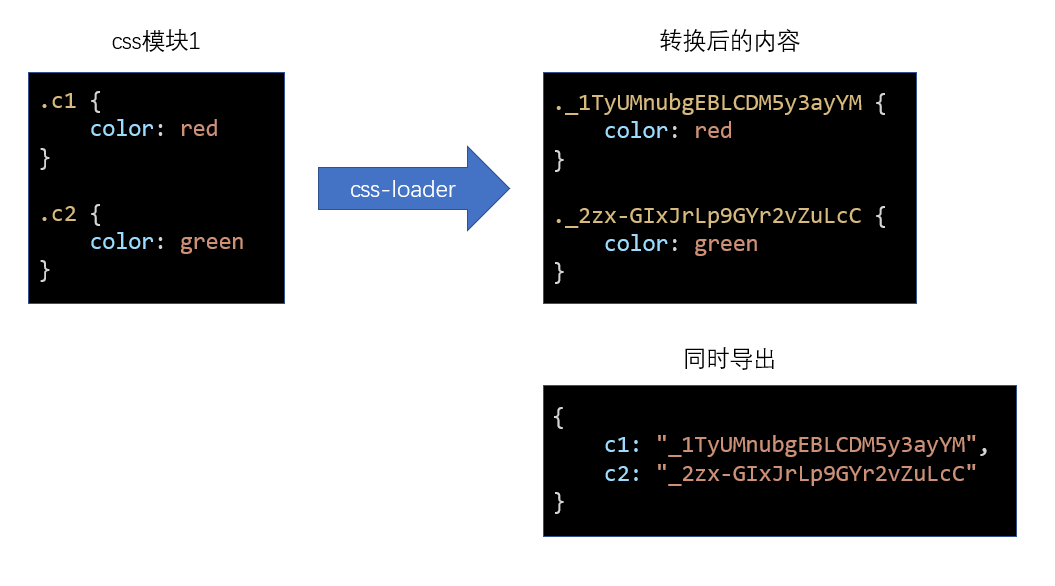 css模块1
.c1 {
    color: red
}
.c2 {
    color: green
}
css-loader
转换后的内容
._1TyUMnubgEBLCDM5y3ayYM {
    color: red
}
._2zx-GIxJrLp9GYr2vZuLcC {
    color: green
}
同时导出
{
    c1: "_1TyUMnubgEBLCDM5y3ayYM",
    c2: "_2zx-GIxJrLp9GYr2vZuLcC"
}